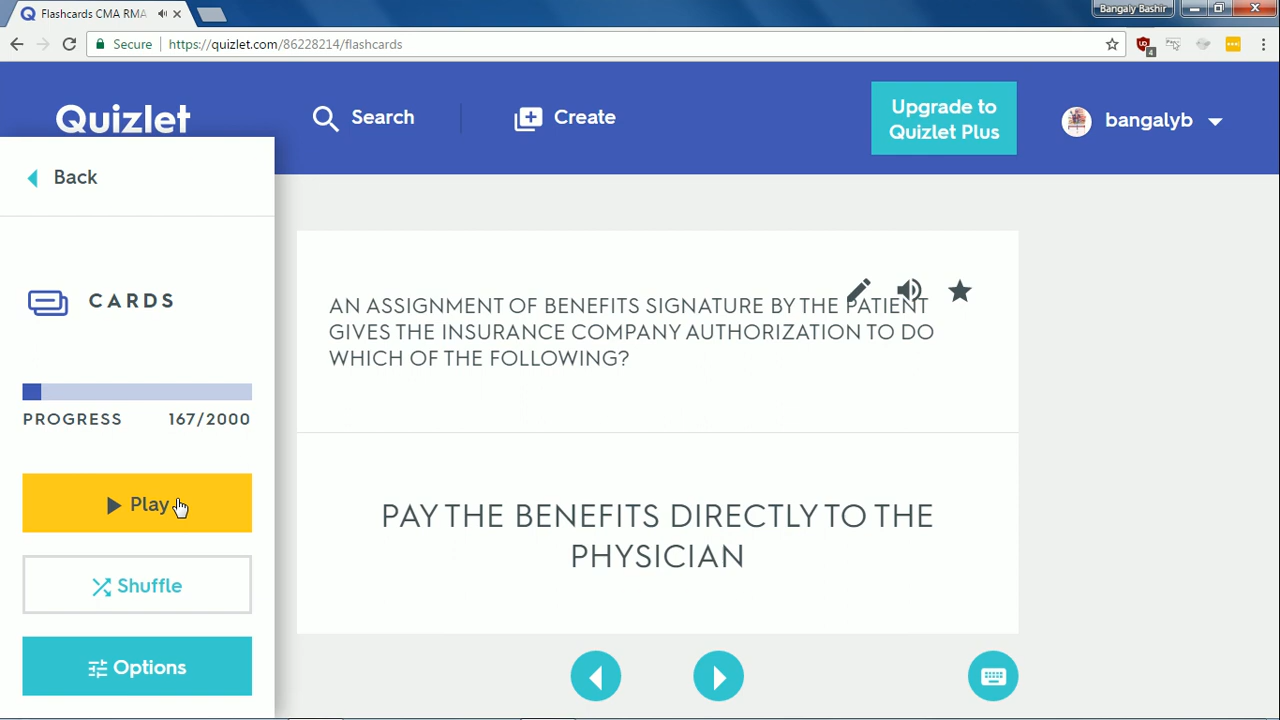 Flashcards CMA RMA
Bangaly Bashir
Secure
https://quizlet.com/86228214/flashcards
4
Quizlet
Search
Create
Upgrade to
Quizlet Plus
bangalyb
Back
CARDS
PROGRESS 167/2000
Play
Shuffle
Options
AN ASSIGNMENT OF BENEFITS SIGNATURE BY THE PATIENT
GIVES THE INSURANCE COMPANY AUTHORIZATION TO DO
WHICH OF THE FOLLOWING?
PAY THE BENEFITS DIRECTLY TO THE
PHYSICIAN